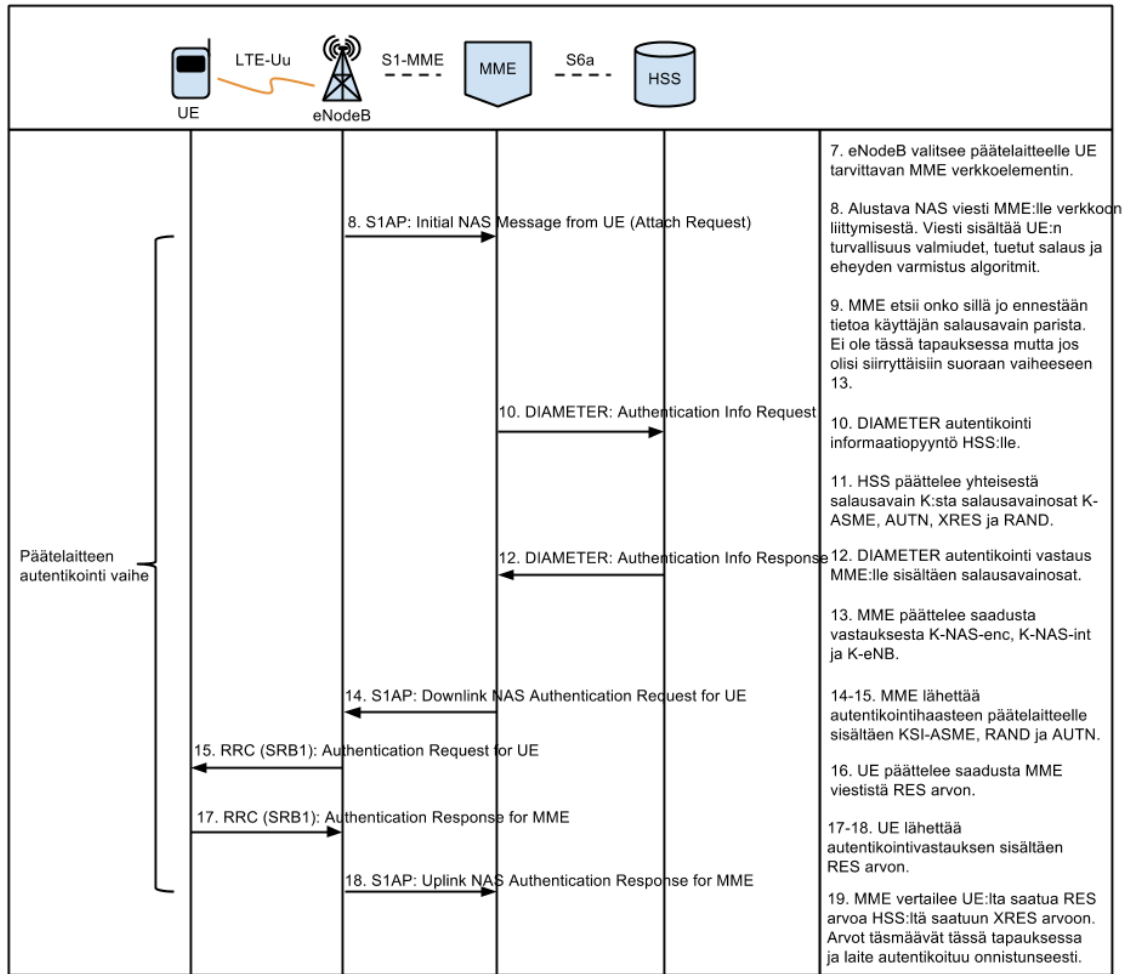 LTE-Uu
S1-MME
MME
S6a
HSS
UE
eNodeB
7. eNodeB valitsee päätelaitteelle UE
tarvittavan MME verkkoelementin.
8. S1AP: Initial NAS Message from UE (Attach Request)
8. Alustava NAS viesti MME:lle verkkoon
liittymisestä. Viesti sisältää UE:n
turvallisuus valmiudet, tuetut salaus ja
eheyden varmistus algoritmit.
9. MME etsii onko sillä jo ennestään
tietoa käyttäjän salausavain parista.
Ei ole tässä tapauksessa mutta jos
olisi siirryttäisiin suoraan vaiheeseen
13.
10. DIAMETER: Authentication Info Request
10. DIAMETER autentikointi
informaatiopyyntö HSS:lle.
11. HSS päättelee yhteisestä
salausavain K:sta salausavainosat K-
ASME, AUTN, XRES ja RAND.
Päätelaitteen
autentikointi vaihe
12. DIAMETER: Authentication Info Response
12. DIAMETER autentikointi vastaus
MME:lle sisältäen salausavainosat.
13. MME päättelee saadusta
vastauksesta K-NAS-enc, K-NAS-int
ja K-eNB.
14. S1AP: Downlink NAS Authentication Request for UE
14-15. MME lähettää
autentikointihaasteen päätelaitteelle
sisältäen KSI-ASME, RAND ja AUTN.
15. RRC (SRB1): Authentication Request for UE
16. UE päättelee saadusta MME
viestistä RES arvon.
17. RRC (SRB1): Authentication Response for MME
17-18. UE lähettää
autentikointivastauksen sisältäen
RES arvon.
18. S1AP: Uplink NAS Authentication Response for MME
19. MME vertailee UE:lta saatua RES
arvoa HSS:ltä saatuun XRES arvoon.
Arvot täsmäävät tässä tapauksessa
ja laite autentikoituu onnistunseesti.